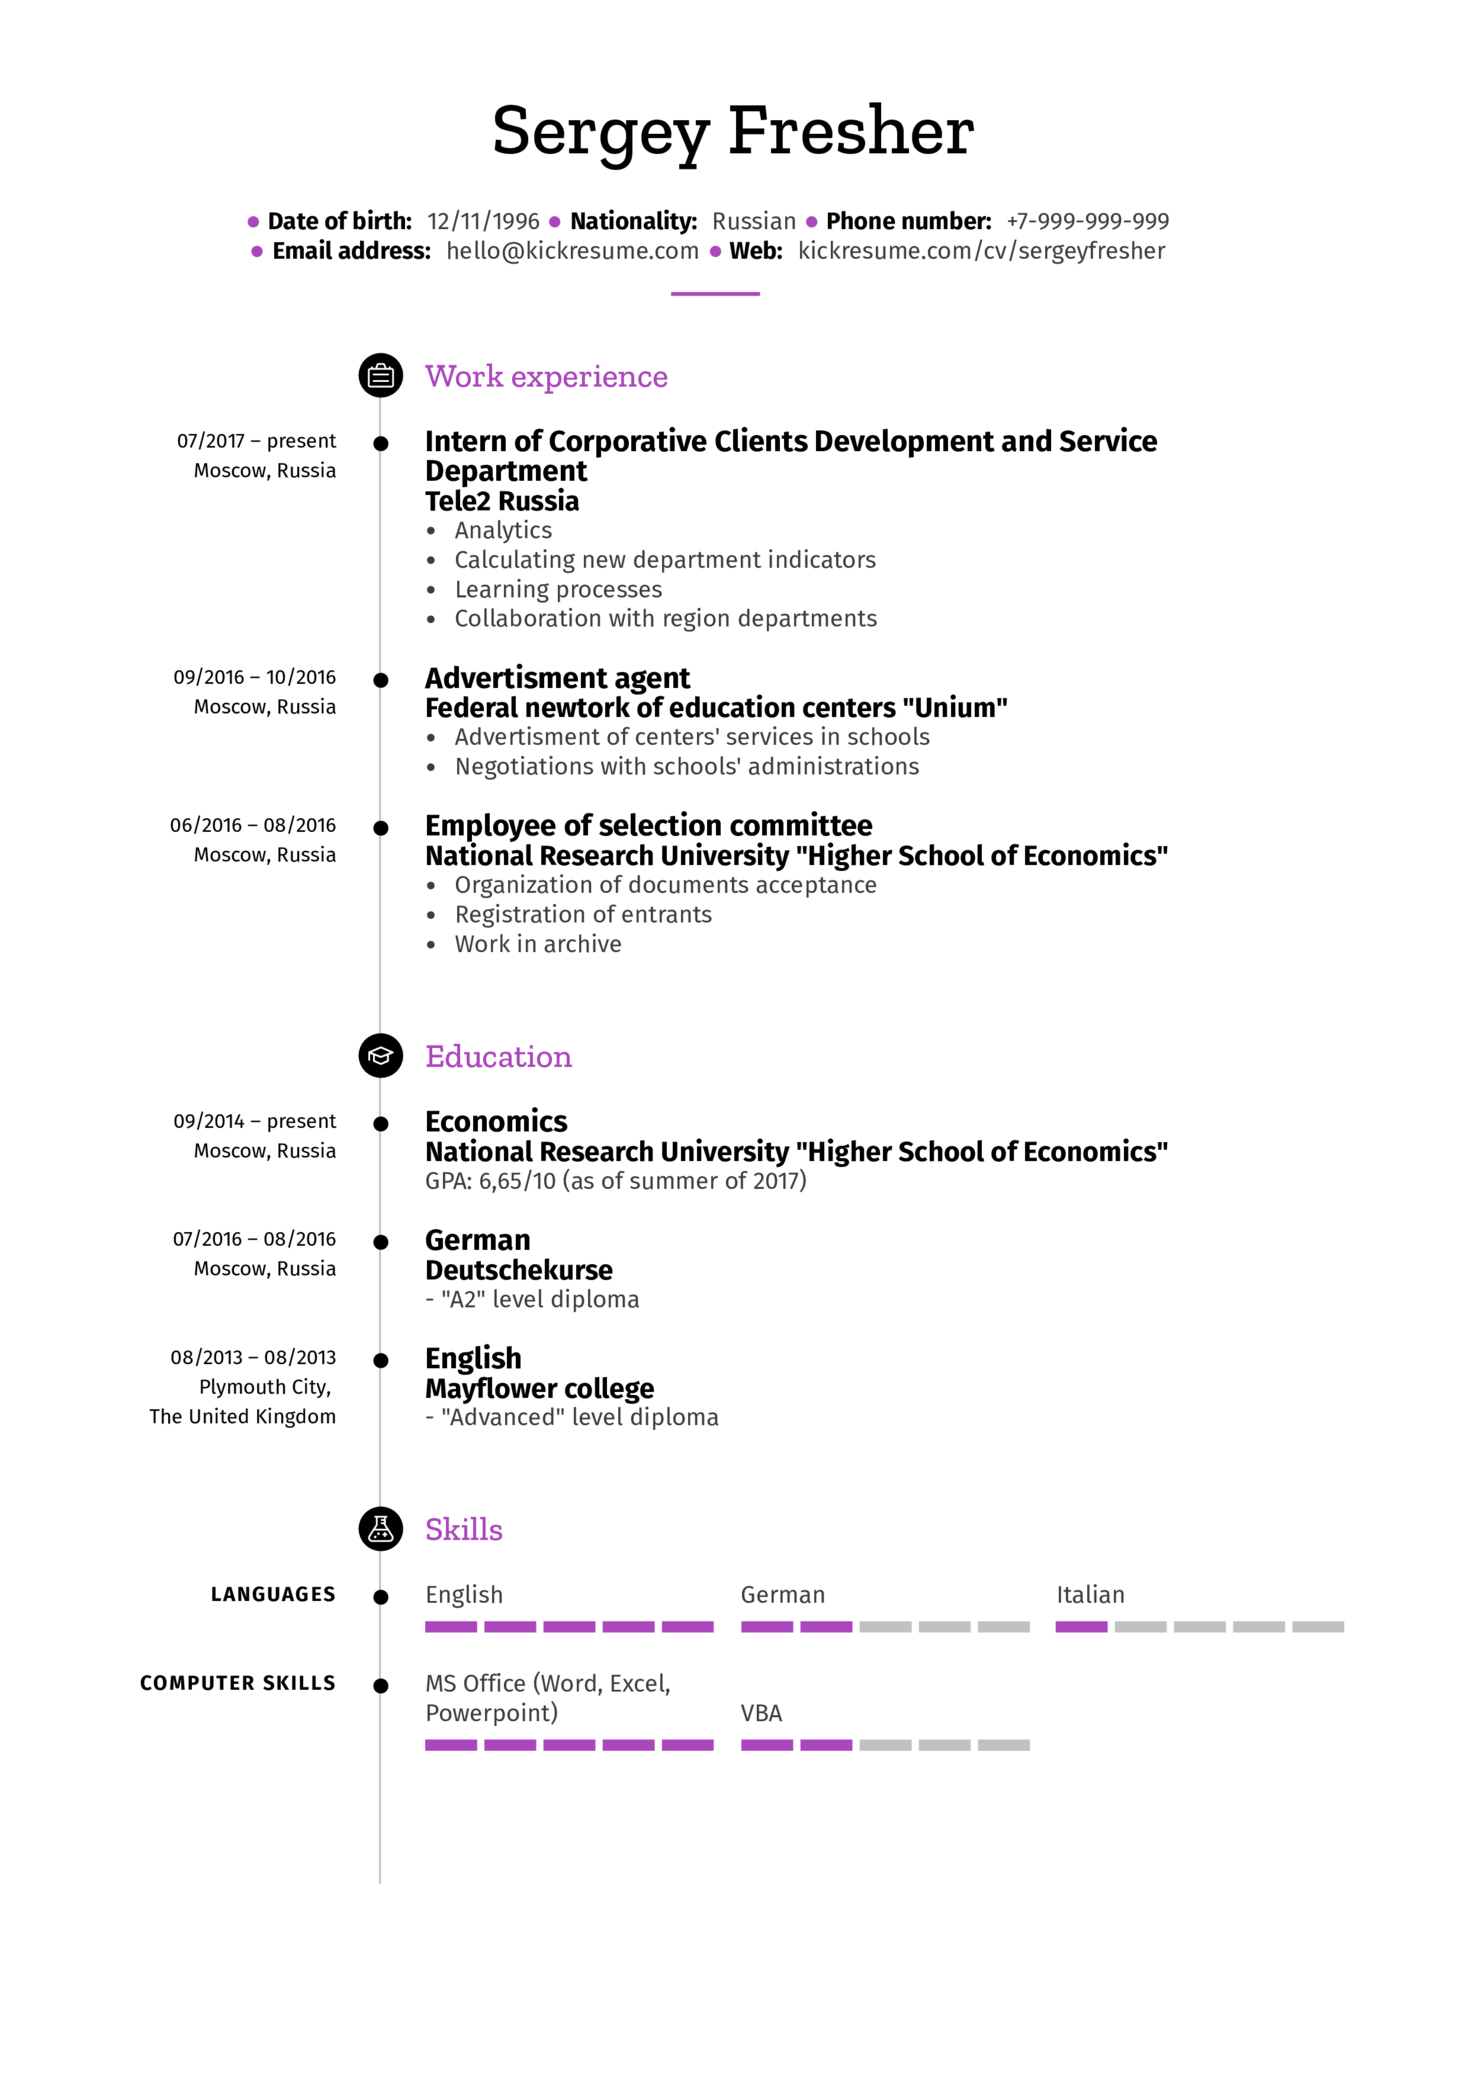 Sergey Fresher
Date of birth: 12/11/1996 Nationality: Russian Phone number: +7-999-999-999
Email address: hello@kickresume.com Web: kickresume.com/cv/sergeyfresher
Work experience
07/2017 – present
Moscow, Russia
Intern of Corporative Clients Development and Service
Department
Tele2 Russia
• Analytics
• Calculating new department indicators
• Learning processes
• Collaboration with region departments
09/2016 – 10/2016
Moscow, Russia
Advertisment agent
Federal newtork of education centers "Unium"
• Advertisment of centers' services in schools
• Negotiations with schools' administrations
06/2016 – 08/2016
Moscow, Russia
Employee of selection committee
National Research University "Higher School of Economics"
• Organization of documents acceptance
• Registration of entrants
• Work in archive
Education
09/2014 – present
Moscow, Russia
Economics
National Research University "Higher School of Economics"
GPA: 6,65/10 (as of summer of 2017)
07/2016 – 08/2016
Moscow, Russia
German
Deutschekurse
- "A2" level diploma
08/2013 – 08/2013
Plymouth City,
The United Kingdom
English
Mayflower college
- "Advanced" level diploma
Skills
LANGUAGES
English
German
Italian
COMPUTER SKILLS
MS Office (Word, Excel,
Powerpoint)
VBA